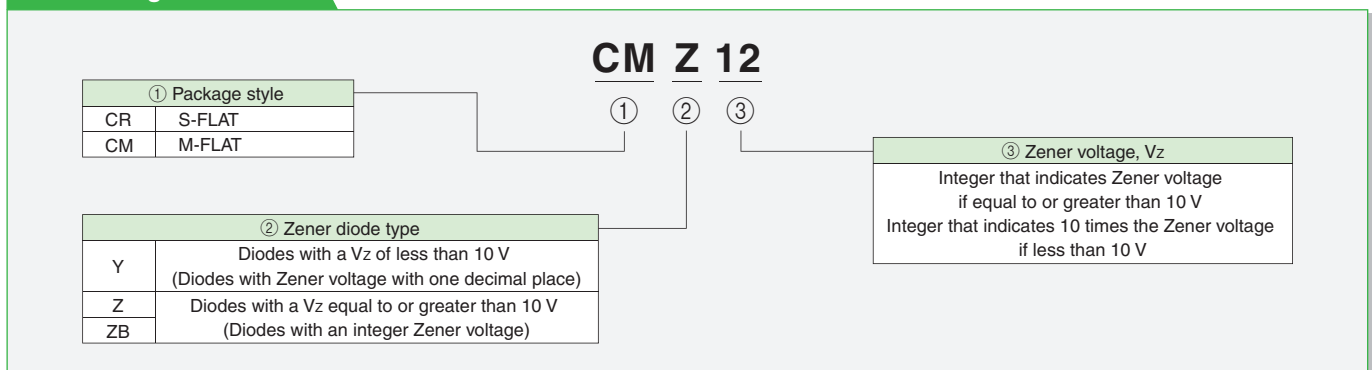 CM Z 12
① ② ③
① Package style
CR S-FLAT
CM M-FLAT
② Zener diode type
Y
Diodes with a VZ of less than 10 V
(Diodes with Zener voltage with one decimal place)
Z
ZB
Diodes with a VZ equal to or greater than 10 V
(Diodes with an integer Zener voltage)
③ Zener voltage, VZ
Integer that indicates Zener voltage
if equal to or greater than 10 V
Integer that indicates 10 times the Zener voltage
if less than 10 V